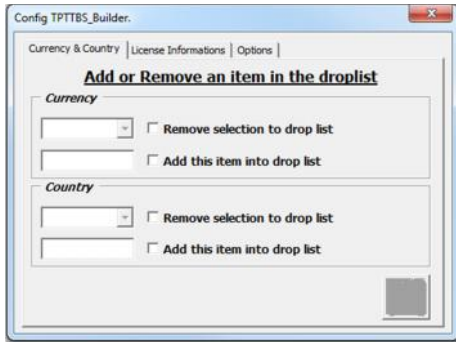 Config TPTTBS_Builder.
Currency & Country License Informations Options
Add or Remove an item in the droplist
Currency
Remove selection to drop list
Add this item into drop list
Country
Remove selection to drop list
Add this item into drop list